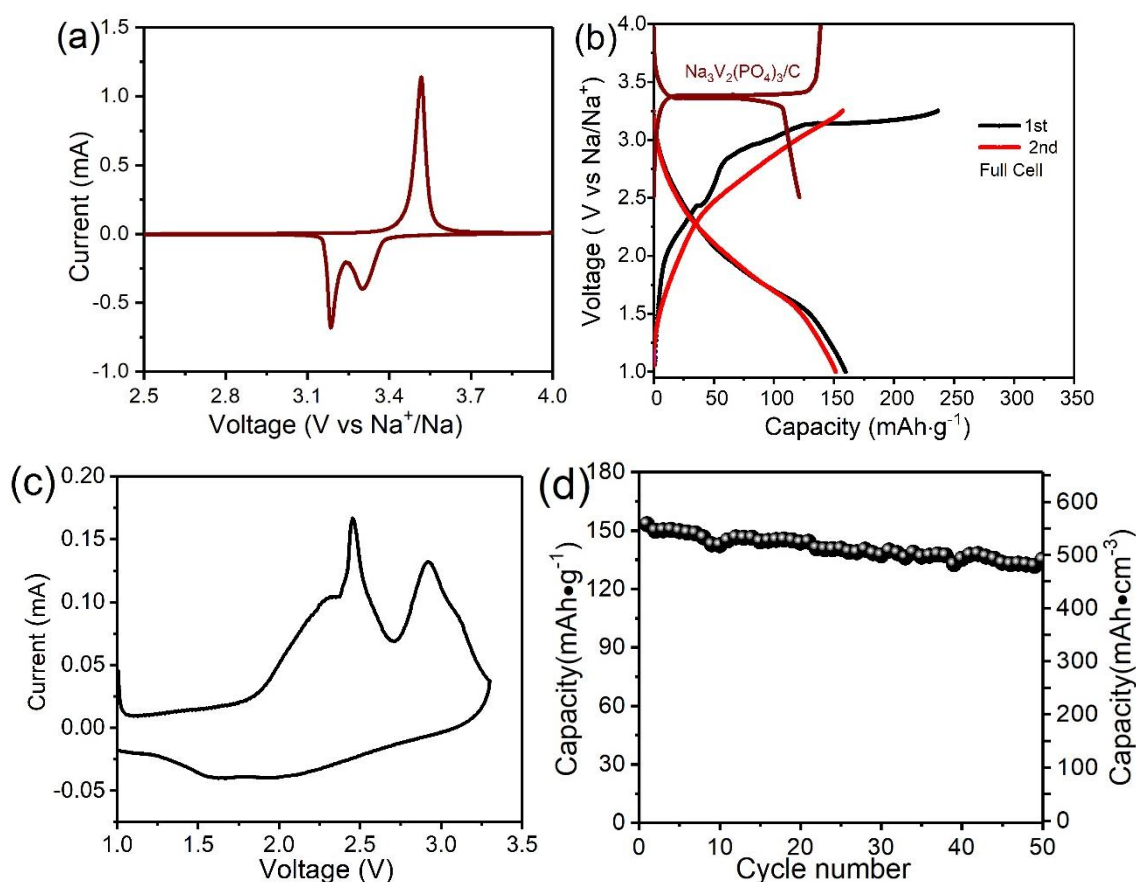 (a)
1.5
1.0
0.5
0.0
-0.5
-1.0
Current (mA)
2.5 3.0 3.5 4.0
Voltage (V vs Na⁺/Na)
(b)
4.0
3.5
3.0
2.5
2.0
1.5
1.0
Voltage ( V vs Na/Na⁺)
Na₃V₂(PO₄)₃/C
1st
2nd
Full Cell
0 50 100 150 200 250 300 350
Capacity (mAh·g⁻¹)
(c)
0.20
0.15
0.10
0.05
0.00
-0.05
Current (mA)
1.0 1.5 2.0 2.5 3.0 3.5
Voltage (V)
(d)
180
150
120
90
60
30
0
Capacity(mAh•g⁻¹)
600
500
400
300
200
100
0
Capacity(mAh•cm⁻³)
0 10 20 30 40 50
Cycle number